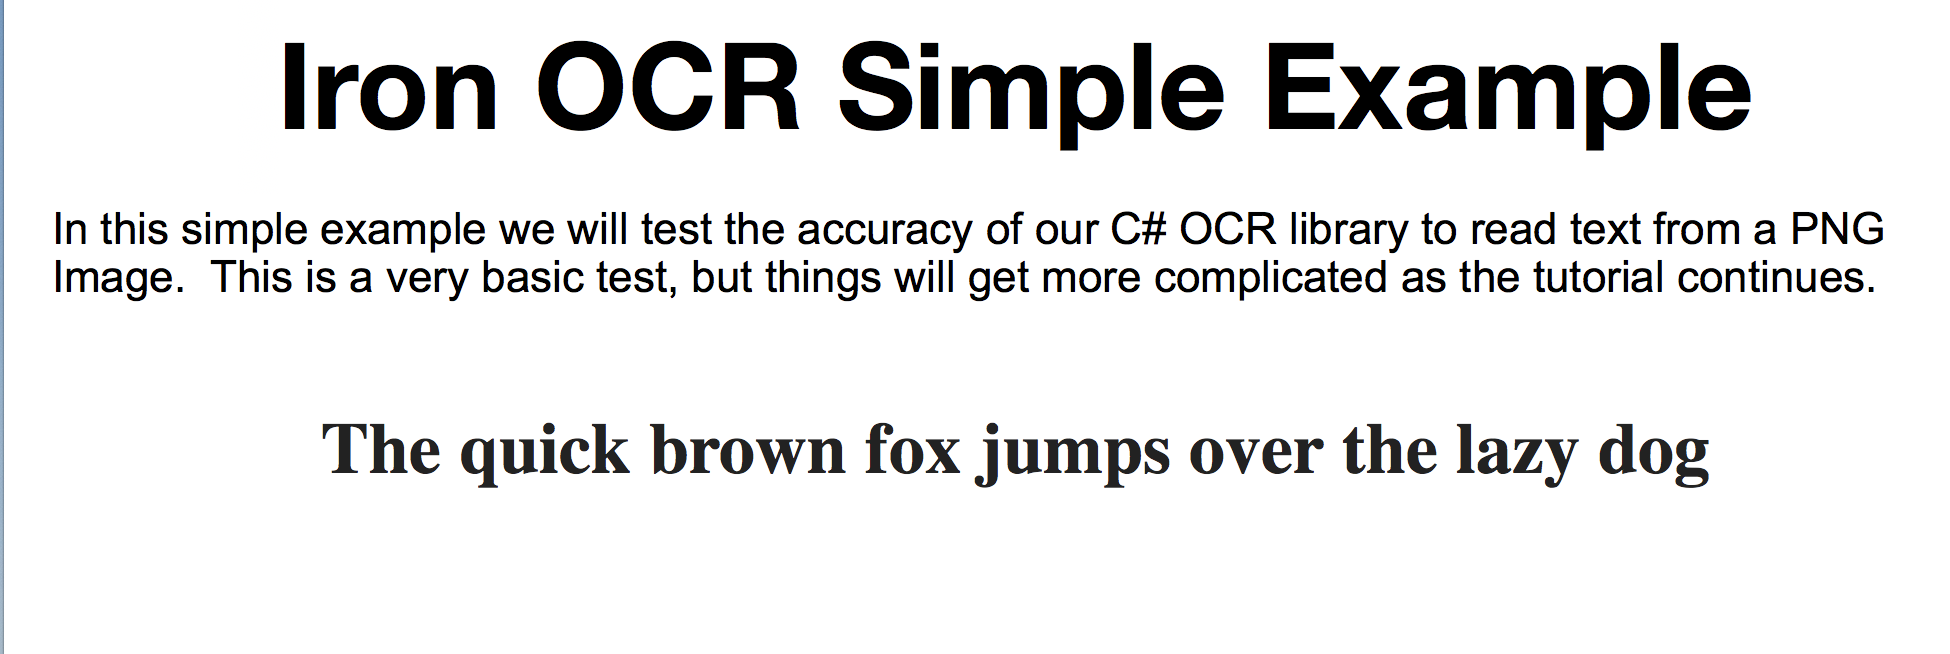 Iron OCR Simple Example
In this simple example we will test the accuracy of our C# OCR library to read text from a PNG
Image.  This is a very basic test, but things will get more complicated as the tutorial continues.
The quick brown fox jumps over the lazy dog